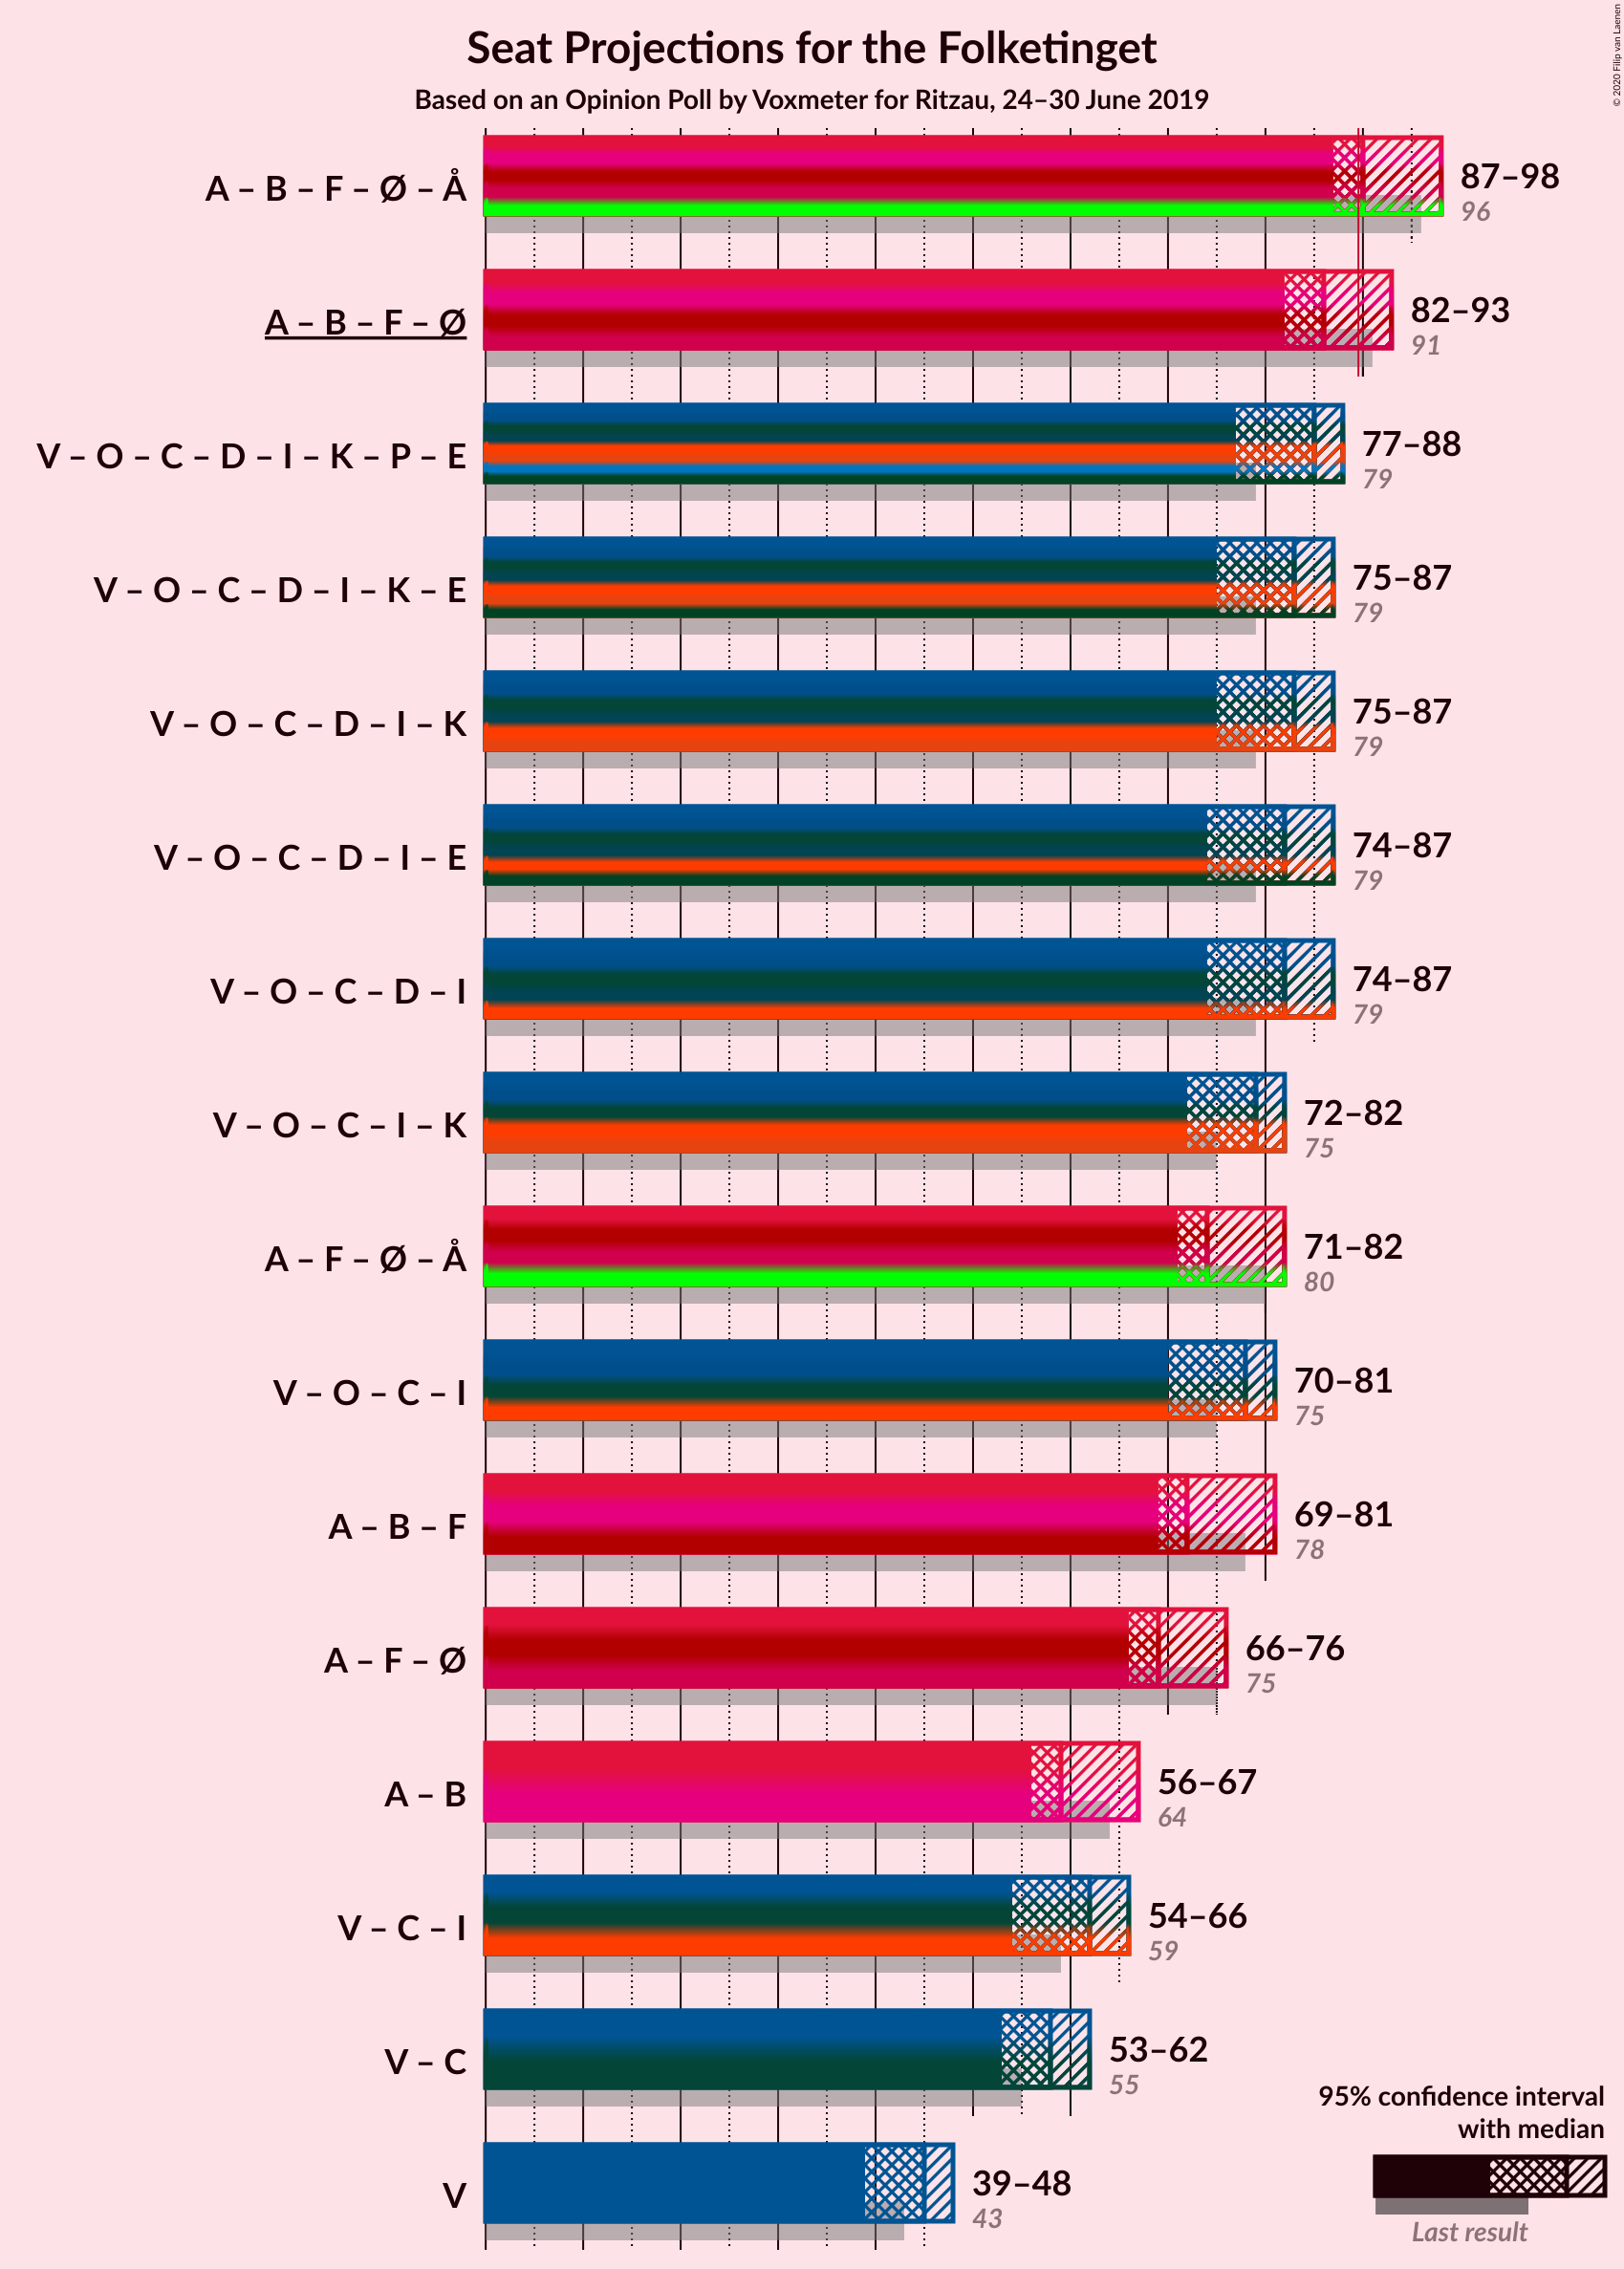 © 2020 Filip van Laenen
Seat Projections for the Folketinget
Based on an Opinion Poll by Voxmeter for Ritzau, 24–30 June 2019
A – B – F – Ø – Å
87–98
96
A – B – F – Ø
82–93
91
V – O – C – D – I – K – P – E
77–88
79
V – O – C – D – I – K – E
75–87
79
V – O – C – D – I – K
75–87
79
V – O – C – D – I – E
74–87
79
V – O – C – D – I
74–87
79
V – O – C – I – K
72–82
75
A – F – Ø – Å
71–82
80
V – O – C – I
70–81
75
A – B – F
69–81
78
A – F – Ø
66–76
75
A – B
56–67
64
V – C – I
54–66
59
V – C
53–62
55
V
39–48
43
95% confidence interval
with median
Last result